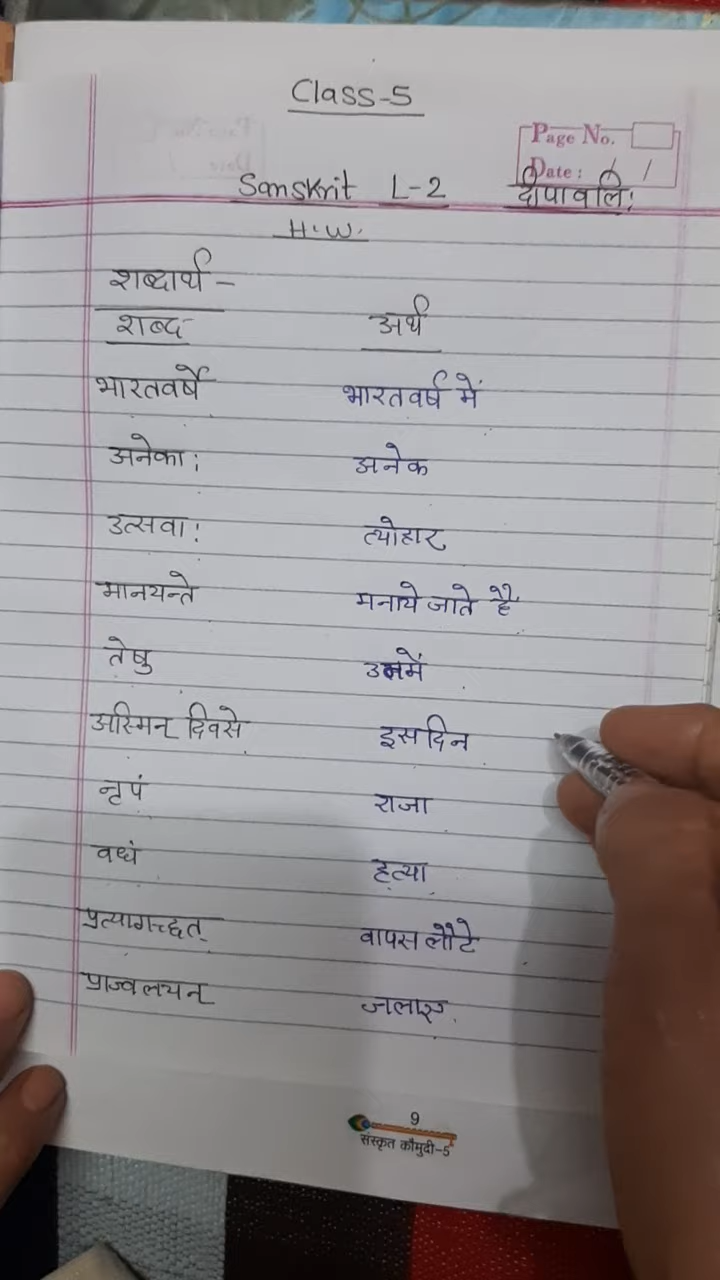 Class-5
Page No.
Date: / /
Sanskrit L-2 दीपावलि:
H.W.
शब्दार्थ –
शब्द अर्थ
भारतवर्षे भारतवर्ष में
अनेका: अनेक
उत्सवा: त्योहार
मानयन्ते मनाये जाते है
तेषु उनमें
अस्मिन् दिवसे इस दिन
नृपं राजा
वधं हत्या
प्रत्यागच्छत् वापस लौटे
प्राज्वलयन् जलाए
9
संस्कृत कौमुदी-5